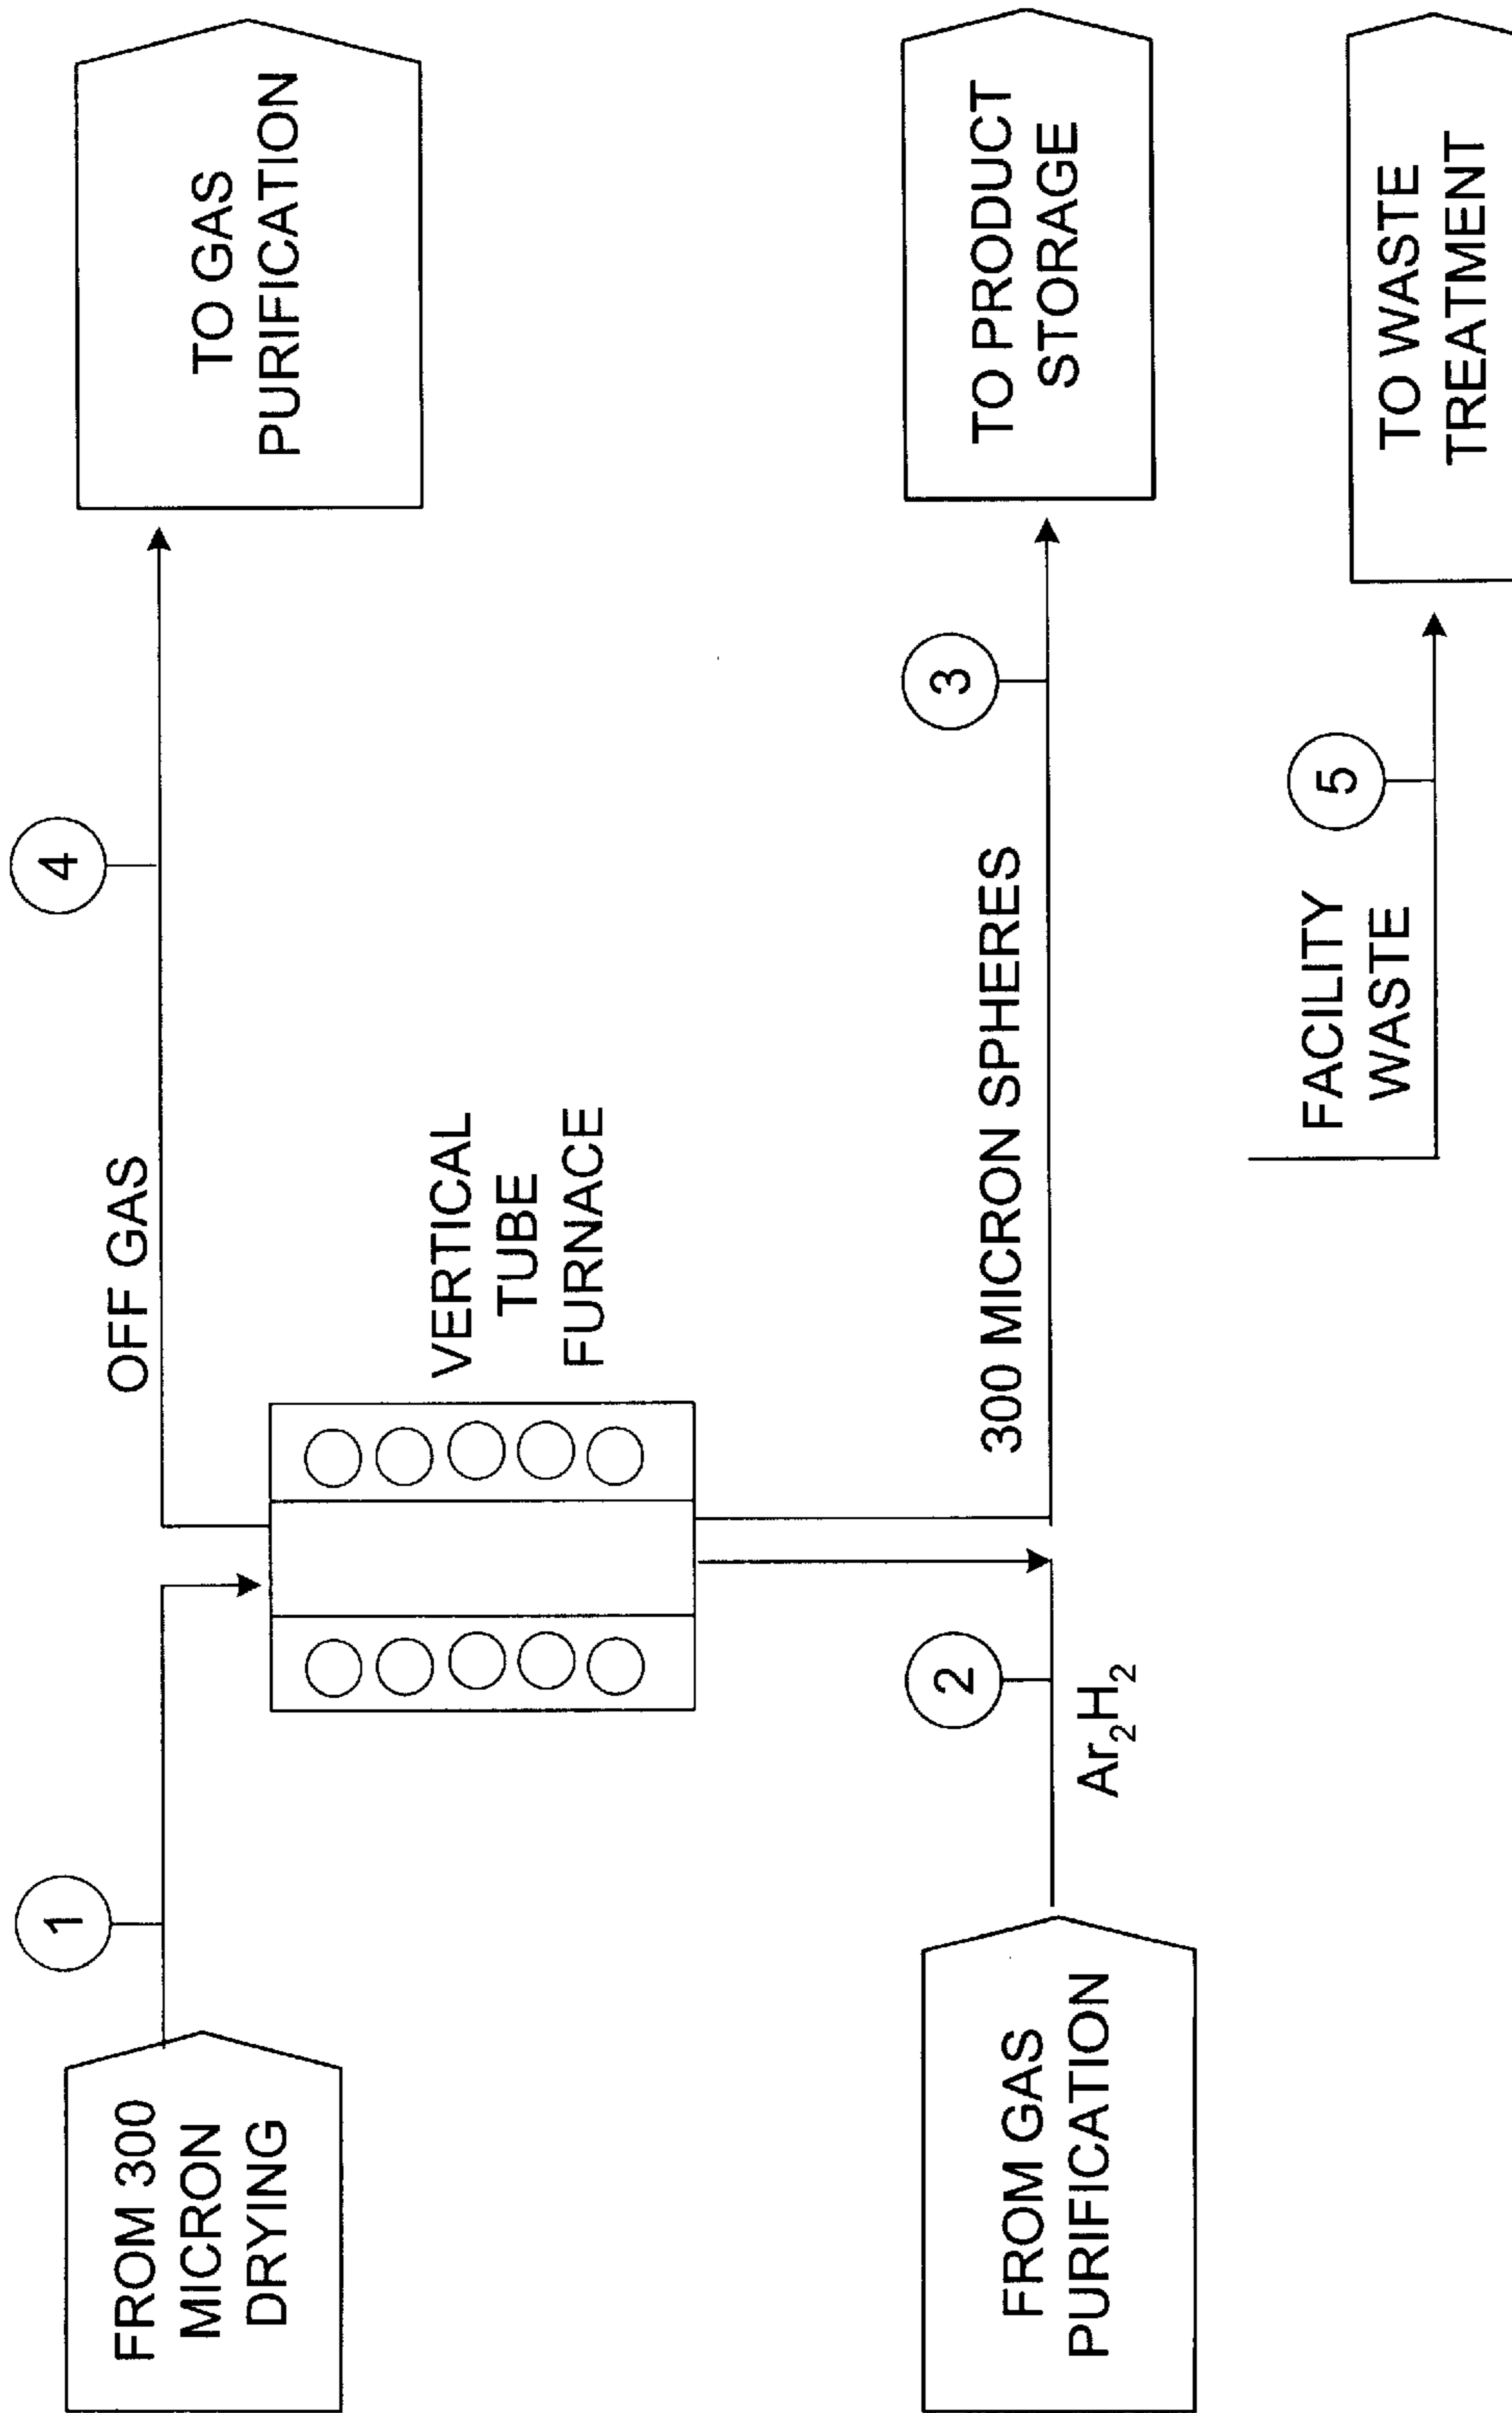 1
FROM 300
MICRON
DRYING
OFF GAS
4
TO GAS
PURIFICATION
VERTICAL
TUBE
FURNACE
FROM GAS
PURIFICATION
2
Ar₂H₂
300 MICRON SPHERES
3
TO PRODUCT
STORAGE
FACILITY
WASTE
5
TO WASTE
TREATMENT